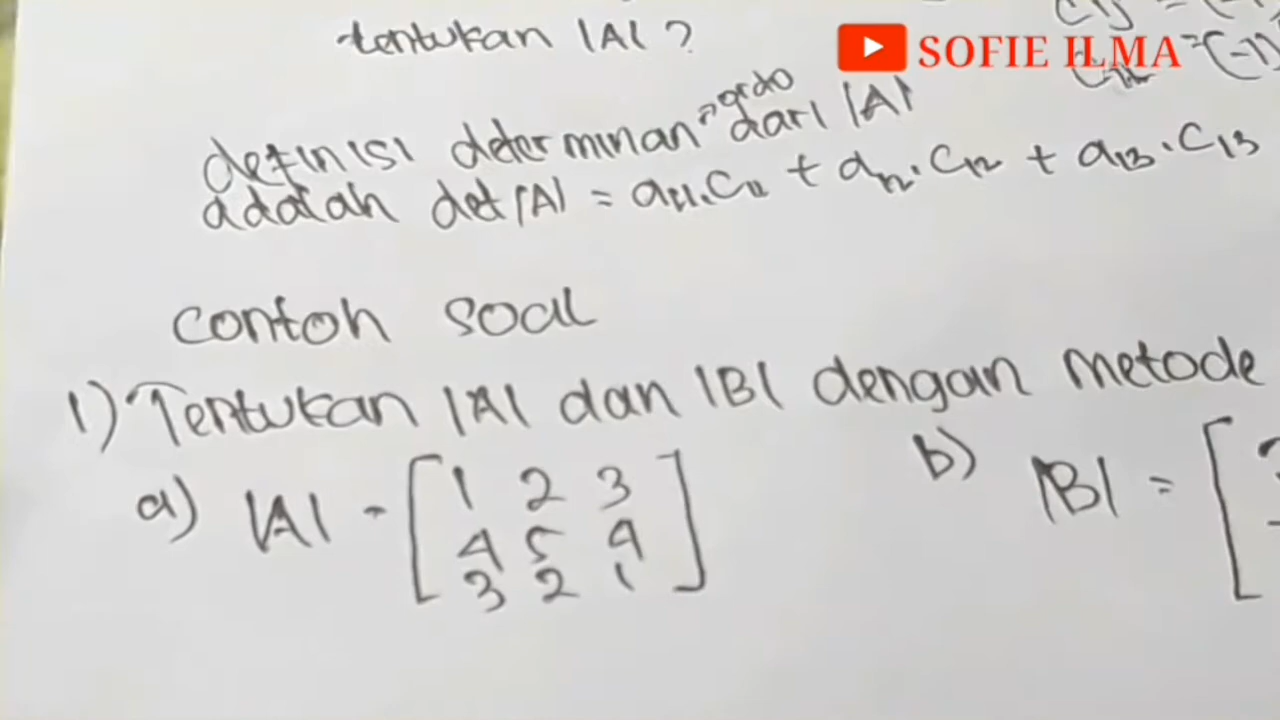 tentukan |A| ?
SOFIE ILMA
ordo
definisi determinan dari |A|
adalah det |A| = a11.C11 + a12.C12 + a13.C13
contoh soal
1) Tentukan |A| dan |B| dengan metode
a) |A| = [1 2 3
4 5 4
3 2 1]
b) |B| = [